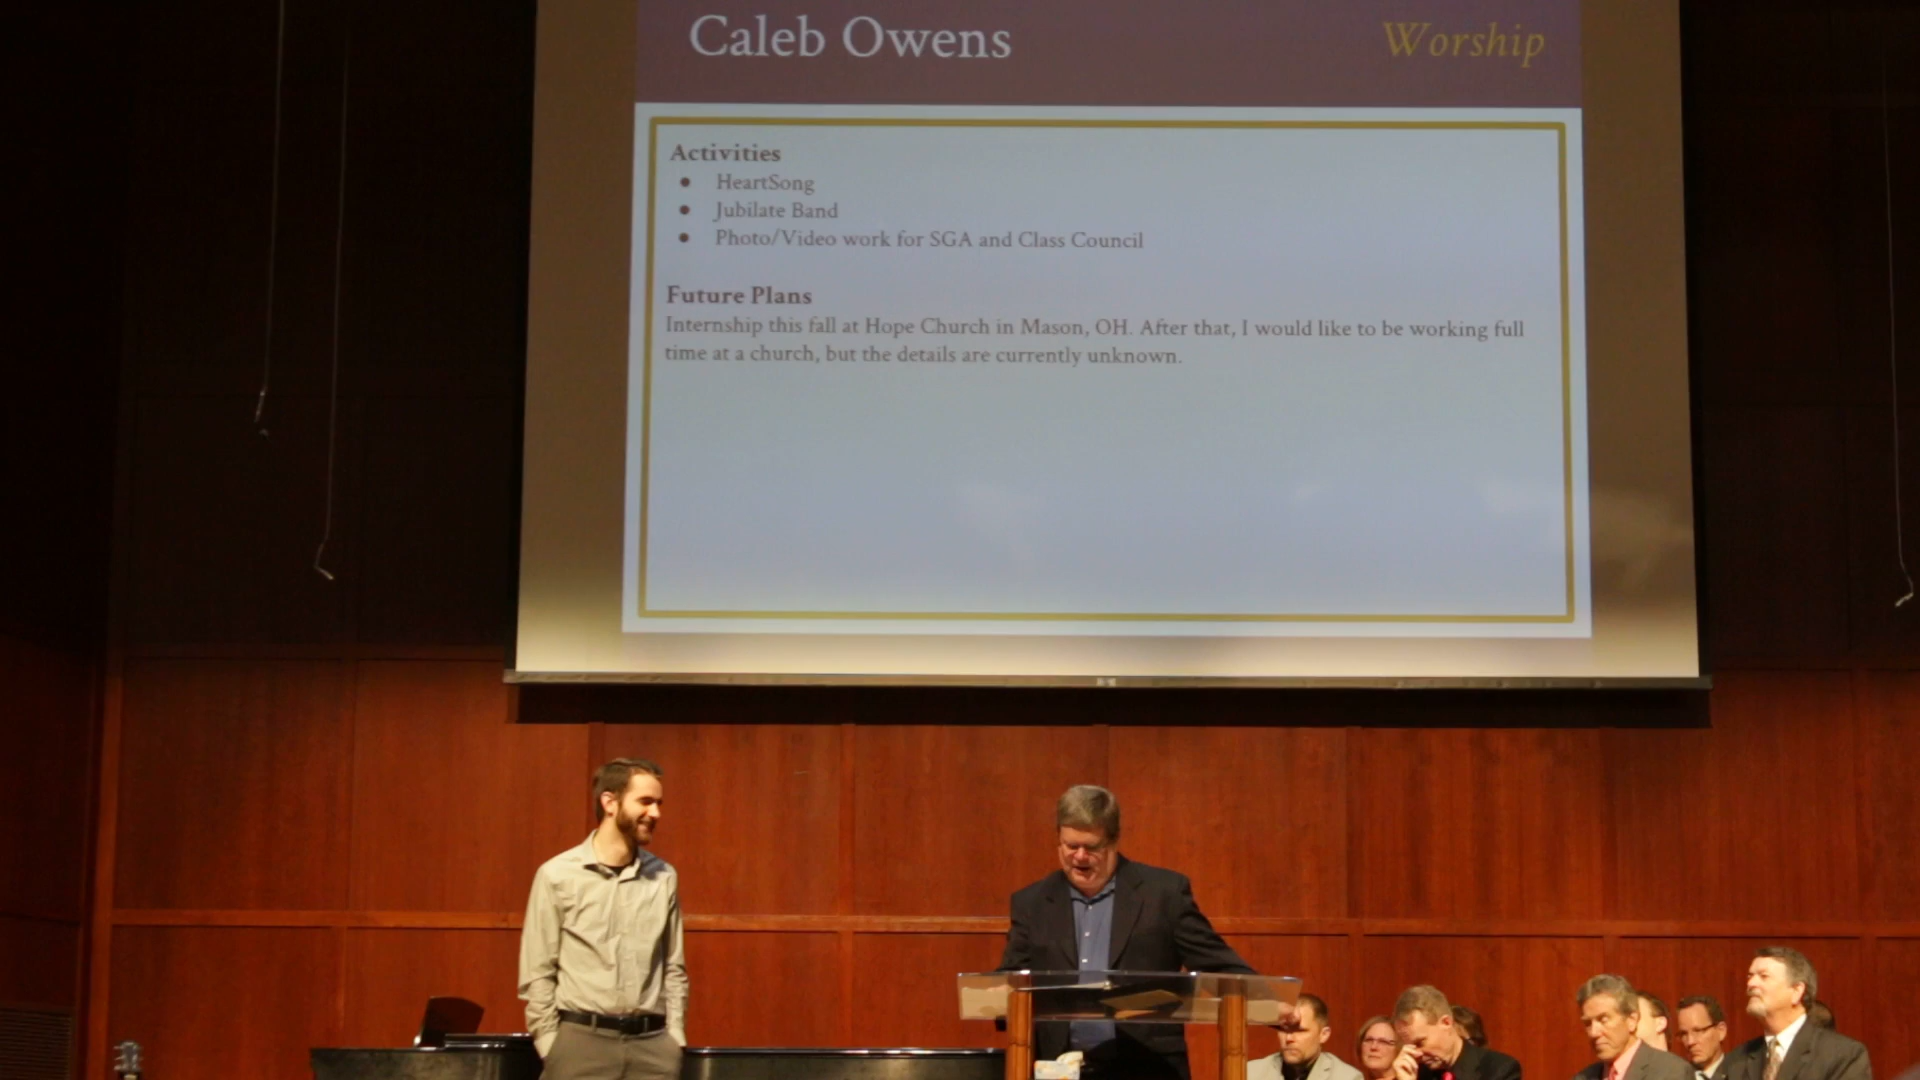 Caleb Owens
Worship
Activities
● HeartSong
● Jubilate Band
● Photo/Video work for SGA and Class Council
Future Plans
Internship this fall at Hope Church in Mason, OH. After that, I would like to be working full
time at a church, but the details are currently unknown.